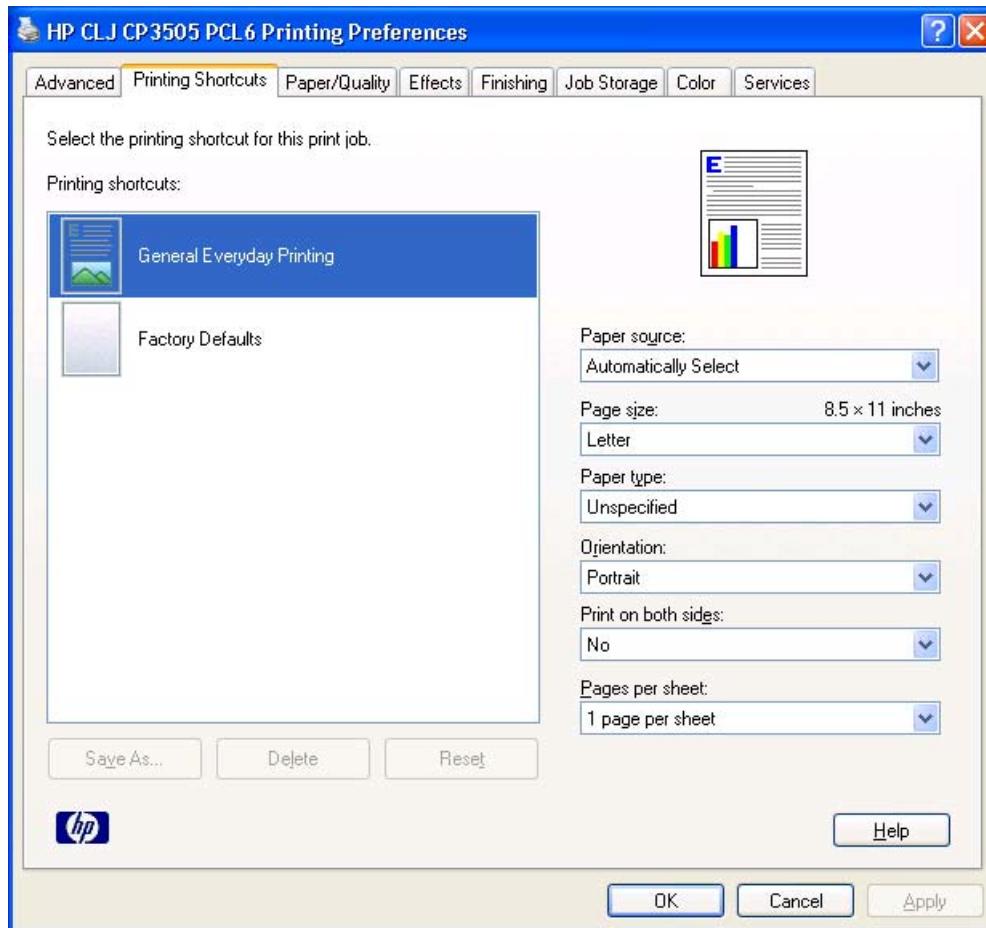 HP CLJ CP3505 PCL6 Printing Preferences
Advanced Printing Shortcuts Paper/Quality Effects Finishing Job Storage Color Services
Select the printing shortcut for this print job.
Printing shortcuts:
E
General Everyday Printing
Factory Defaults
E
Paper source:
Automatically Select
Page size: 8.5 × 11 inches
Letter
Paper type:
Unspecified
Orientation:
Portrait
Print on both sides:
No
Pages per sheet:
1 page per sheet
Save As... Delete Reset
hp
Help
OK Cancel Apply